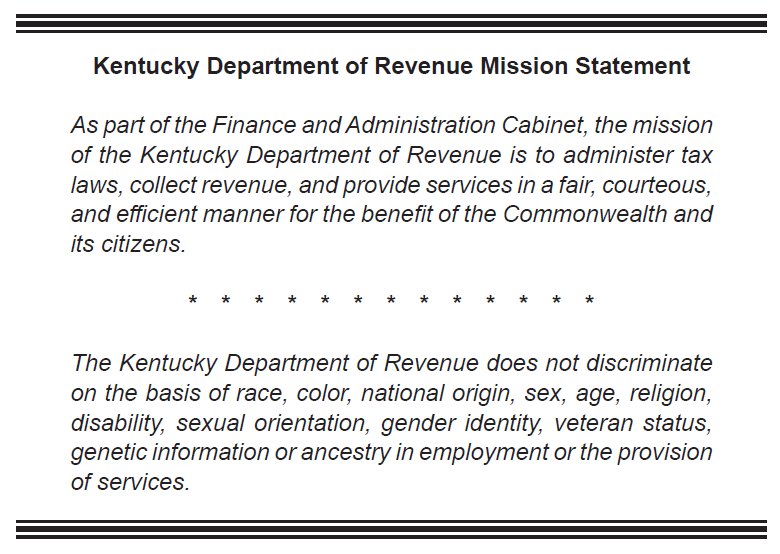 Kentucky Department of Revenue Mission Statement
As part of the Finance and Administration Cabinet, the mission
of the Kentucky Department of Revenue is to administer tax
laws, collect revenue, and provide services in a fair, courteous,
and efficient manner for the benefit of the Commonwealth and
its citizens.
* * * * * * * * * * * * *
The Kentucky Department of Revenue does not discriminate
on the basis of race, color, national origin, sex, age, religion,
disability, sexual orientation, gender identity, veteran status,
genetic information or ancestry in employment or the provision
of services.